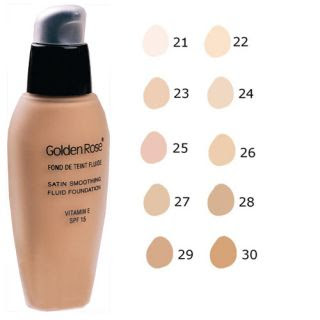 Golden Rose®
FOND DE TEINT FLUIDE
SATIN SMOOTHING
FLUID FOUNDATION
VITAMIN E
SPF 15
21 22
23 24
25 26
27 28
29 30